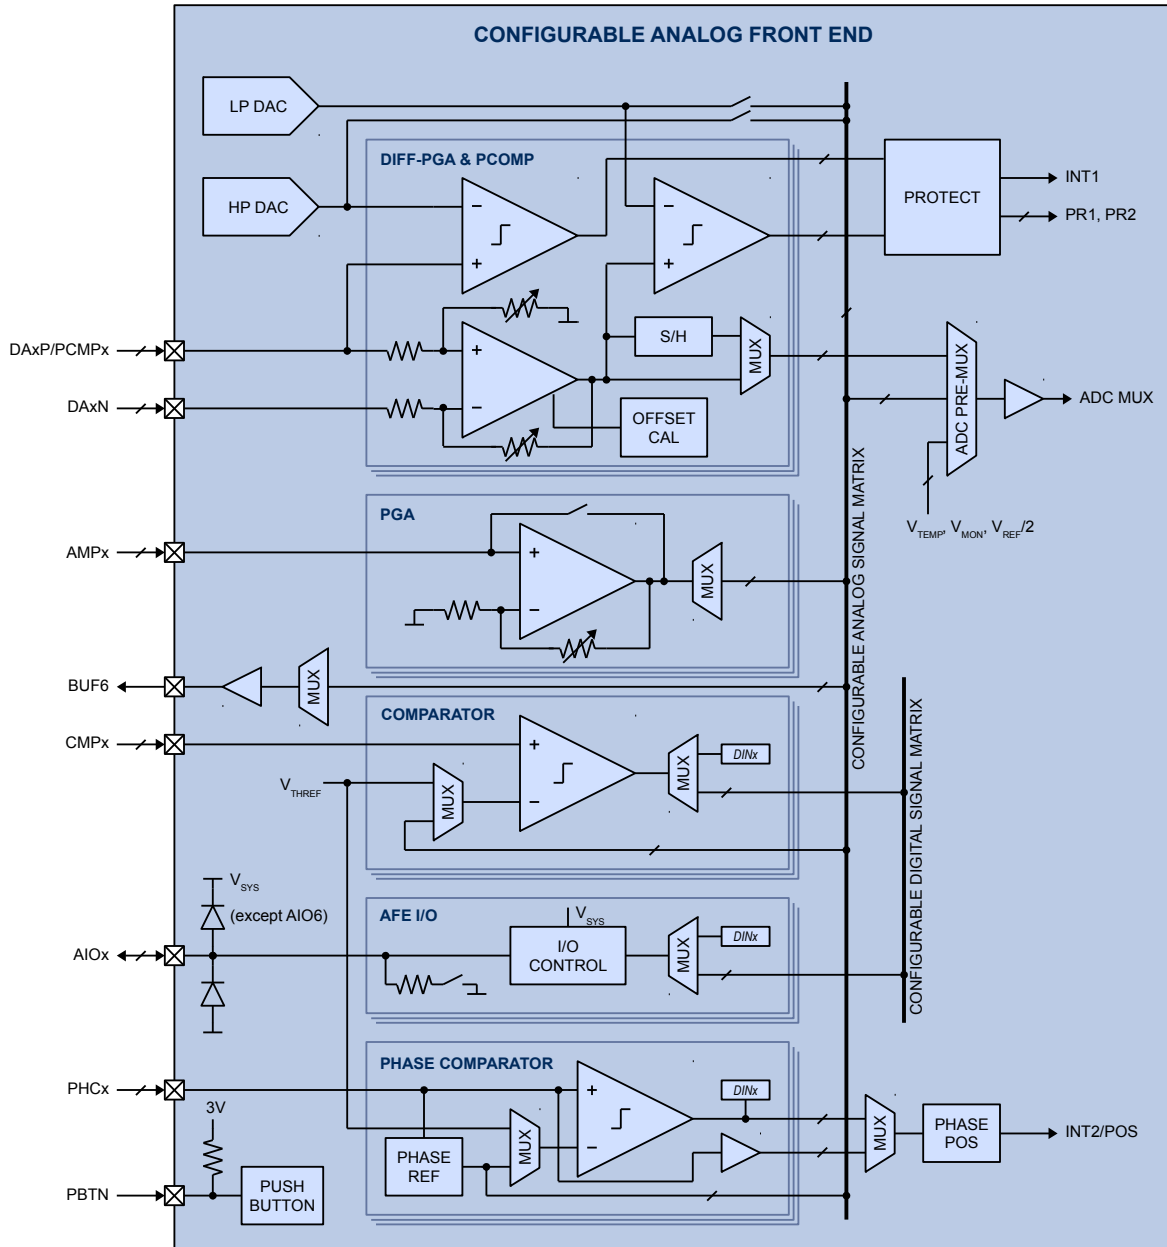 CONFIGURABLE ANALOG FRONT END
LP DAC
HP DAC
DIFF-PGA & PCOMP
−
+
−
+
PROTECT
INT1
PR1, PR2
DAxP/PCMPx
DAxN
+
−
S/H
MUX
OFFSET
CAL
ADC PRE-MUX
ADC MUX
VTEMP, VMON, VREF/2
CONFIGURABLE ANALOG SIGNAL MATRIX
PGA
AMPx
+
−
MUX
BUF6
MUX
COMPARATOR
CMPx
VTHREF
MUX
+
−
MUX
DINx
CONFIGURABLE DIGITAL SIGNAL MATRIX
VSYS
(except AIO6)
AIOx
AFE I/O
VSYS
I/O
CONTROL
MUX
DINx
PHASE COMPARATOR
PHCx
3V
PHASE
REF
MUX
+
−
DINx
MUX
PHASE
POS
INT2/POS
PBTN
PUSH
BUTTON